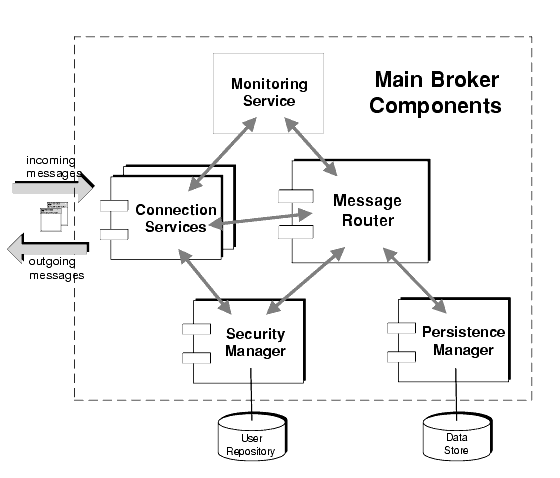 Monitoring
Service
Main Broker
Components
incoming
messages
Connection
Services
Message
Router
outgoing
messages
Security
Manager
Persistence
Manager
User
Repository
Data
Store